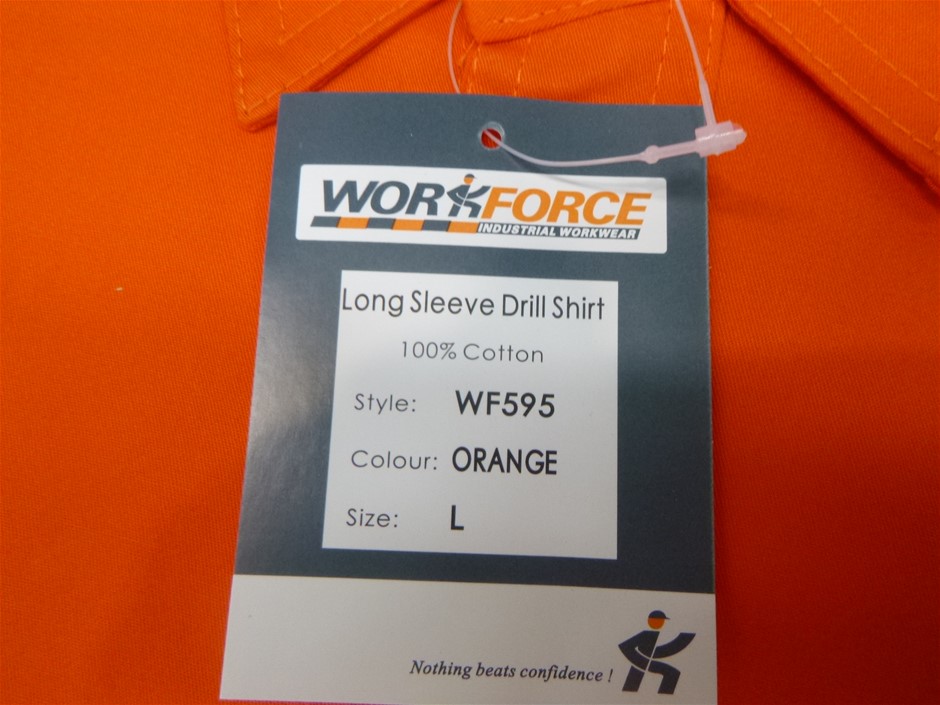 WORKFORCE
INDUSTRIAL WORKWEAR
Long Sleeve Drill Shirt
100% Cotton
Style: WF595
Colour: ORANGE
Size: L
Nothing beats confidence !